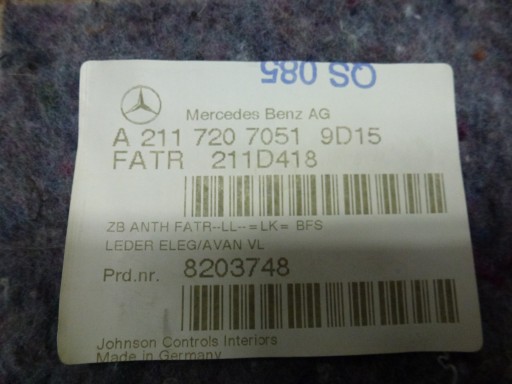 QS 085
Mercedes Benz AG
A 211 720 7051 9D15
FATR 211D418
ZB ANTH FATR--LL--=LK= BFS
LEDER ELEG/AVAN VL
Prd.nr. 8203748
Johnson Controls Interiors
Made in Germany